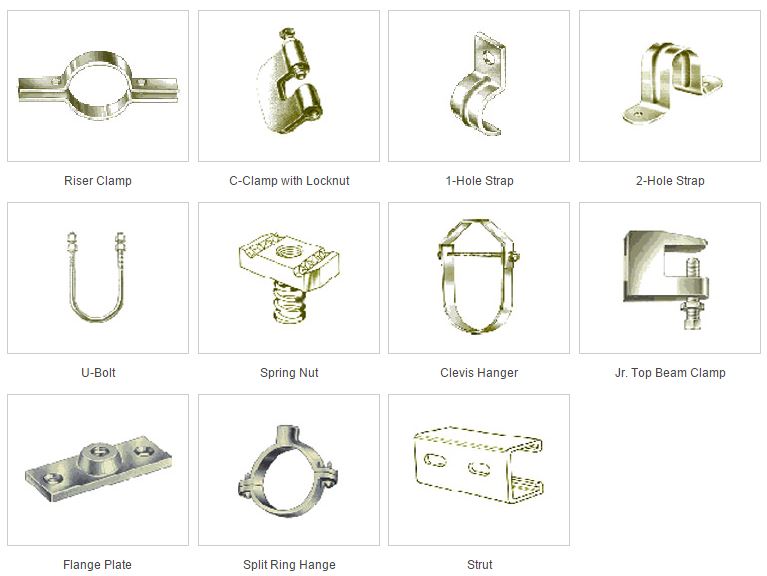 Riser Clamp
C-Clamp with Locknut
1-Hole Strap
2-Hole Strap
U-Bolt
Spring Nut
Clevis Hanger
Jr. Top Beam Clamp
Flange Plate
Split Ring Hange
Strut